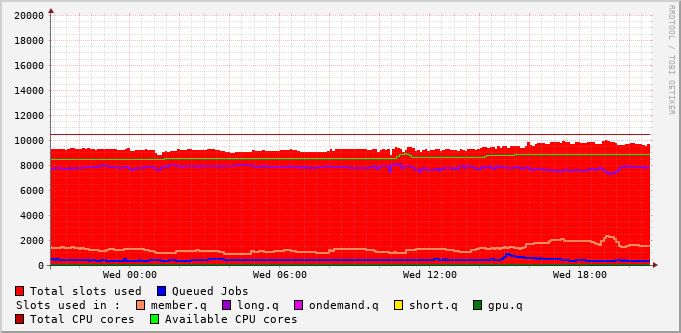 20000
18000
16000
14000
12000
10000
8000
6000
4000
2000
0
Wed 00:00 Wed 06:00 Wed 12:00 Wed 18:00
RRDTOOL / TOBI OETIKER
Total slots used Queued Jobs
Slots used in : member.q long.q ondemand.q short.q gpu.q
Total CPU cores Available CPU cores